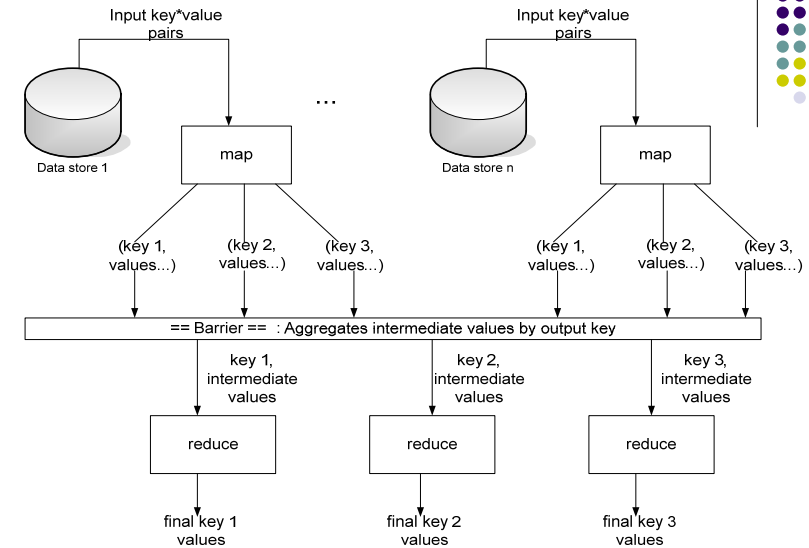 Input key*value
pairs
Input key*value
pairs
...
Data store 1
map
Data store n
map
(key 1,
values...)
(key 2,
values...)
(key 3,
values...)
(key 1,
values...)
(key 2,
values...)
(key 3,
values...)
== Barrier == : Aggregates intermediate values by output key
key 1,
intermediate
values
key 2,
intermediate
values
key 3,
intermediate
values
reduce
reduce
reduce
final key 1
values
final key 2
values
final key 3
values